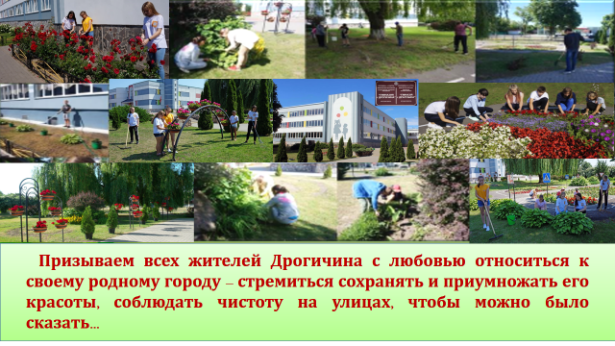 Призываем всех жителей Дрогичина с любовью относиться к
своему родному городу – стремиться сохранять и приумножать его
красоты, соблюдать чистоту на улицах, чтобы можно было
сказать...